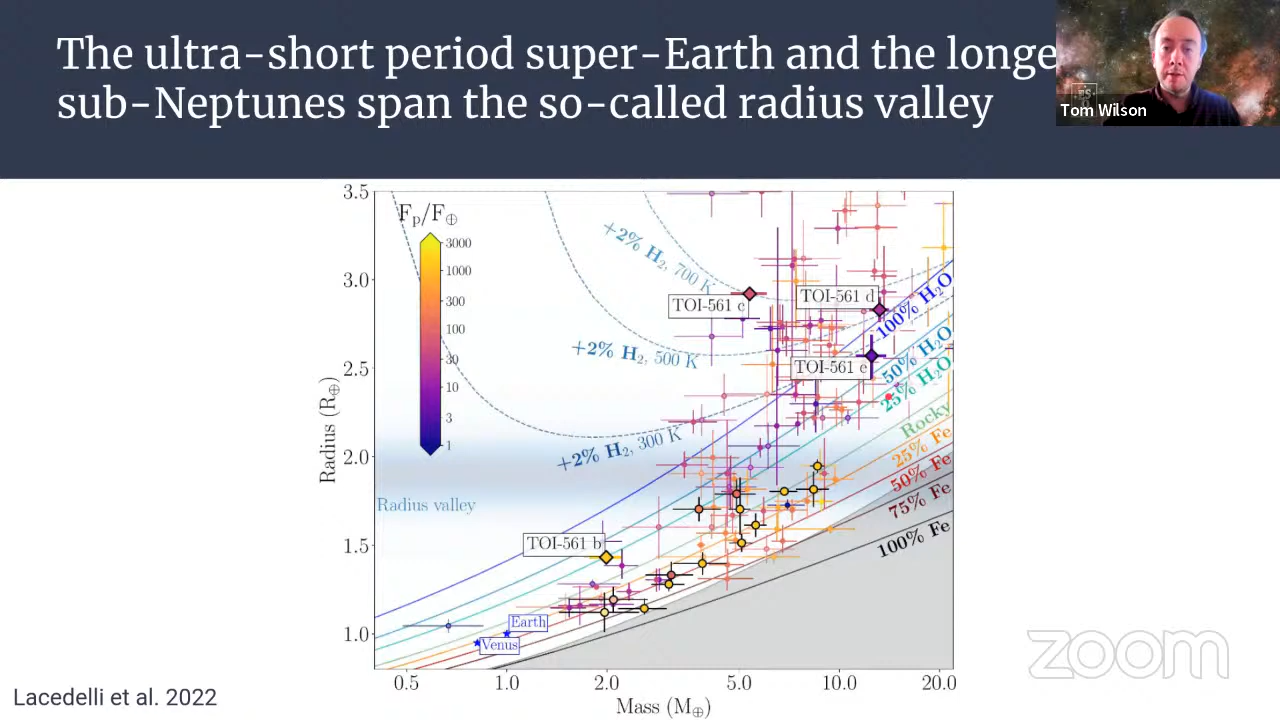 The ultra-short period super-Earth and the longe
sub-Neptunes span the so-called radius valley
Tom Wilson
3.5
3.0
2.5
2.0
1.5
1.0
Radius (R⊕)
Fp/F⊕
3000
1000
300
100
30
10
3
1
+2% H2, 700 K
+2% H2, 500 K
+2% H2, 300 K
TOI-561 c
TOI-561 d
TOI-561 e
TOI-561 b
100% H2O
50% H2O
25% H2O
Rocky
25% Fe
50% Fe
75% Fe
100% Fe
Radius valley
Earth
Venus
0.5
1.0
2.0
5.0
10.0
20.0
Mass (M⊕)
zoom
Lacedelli et al. 2022